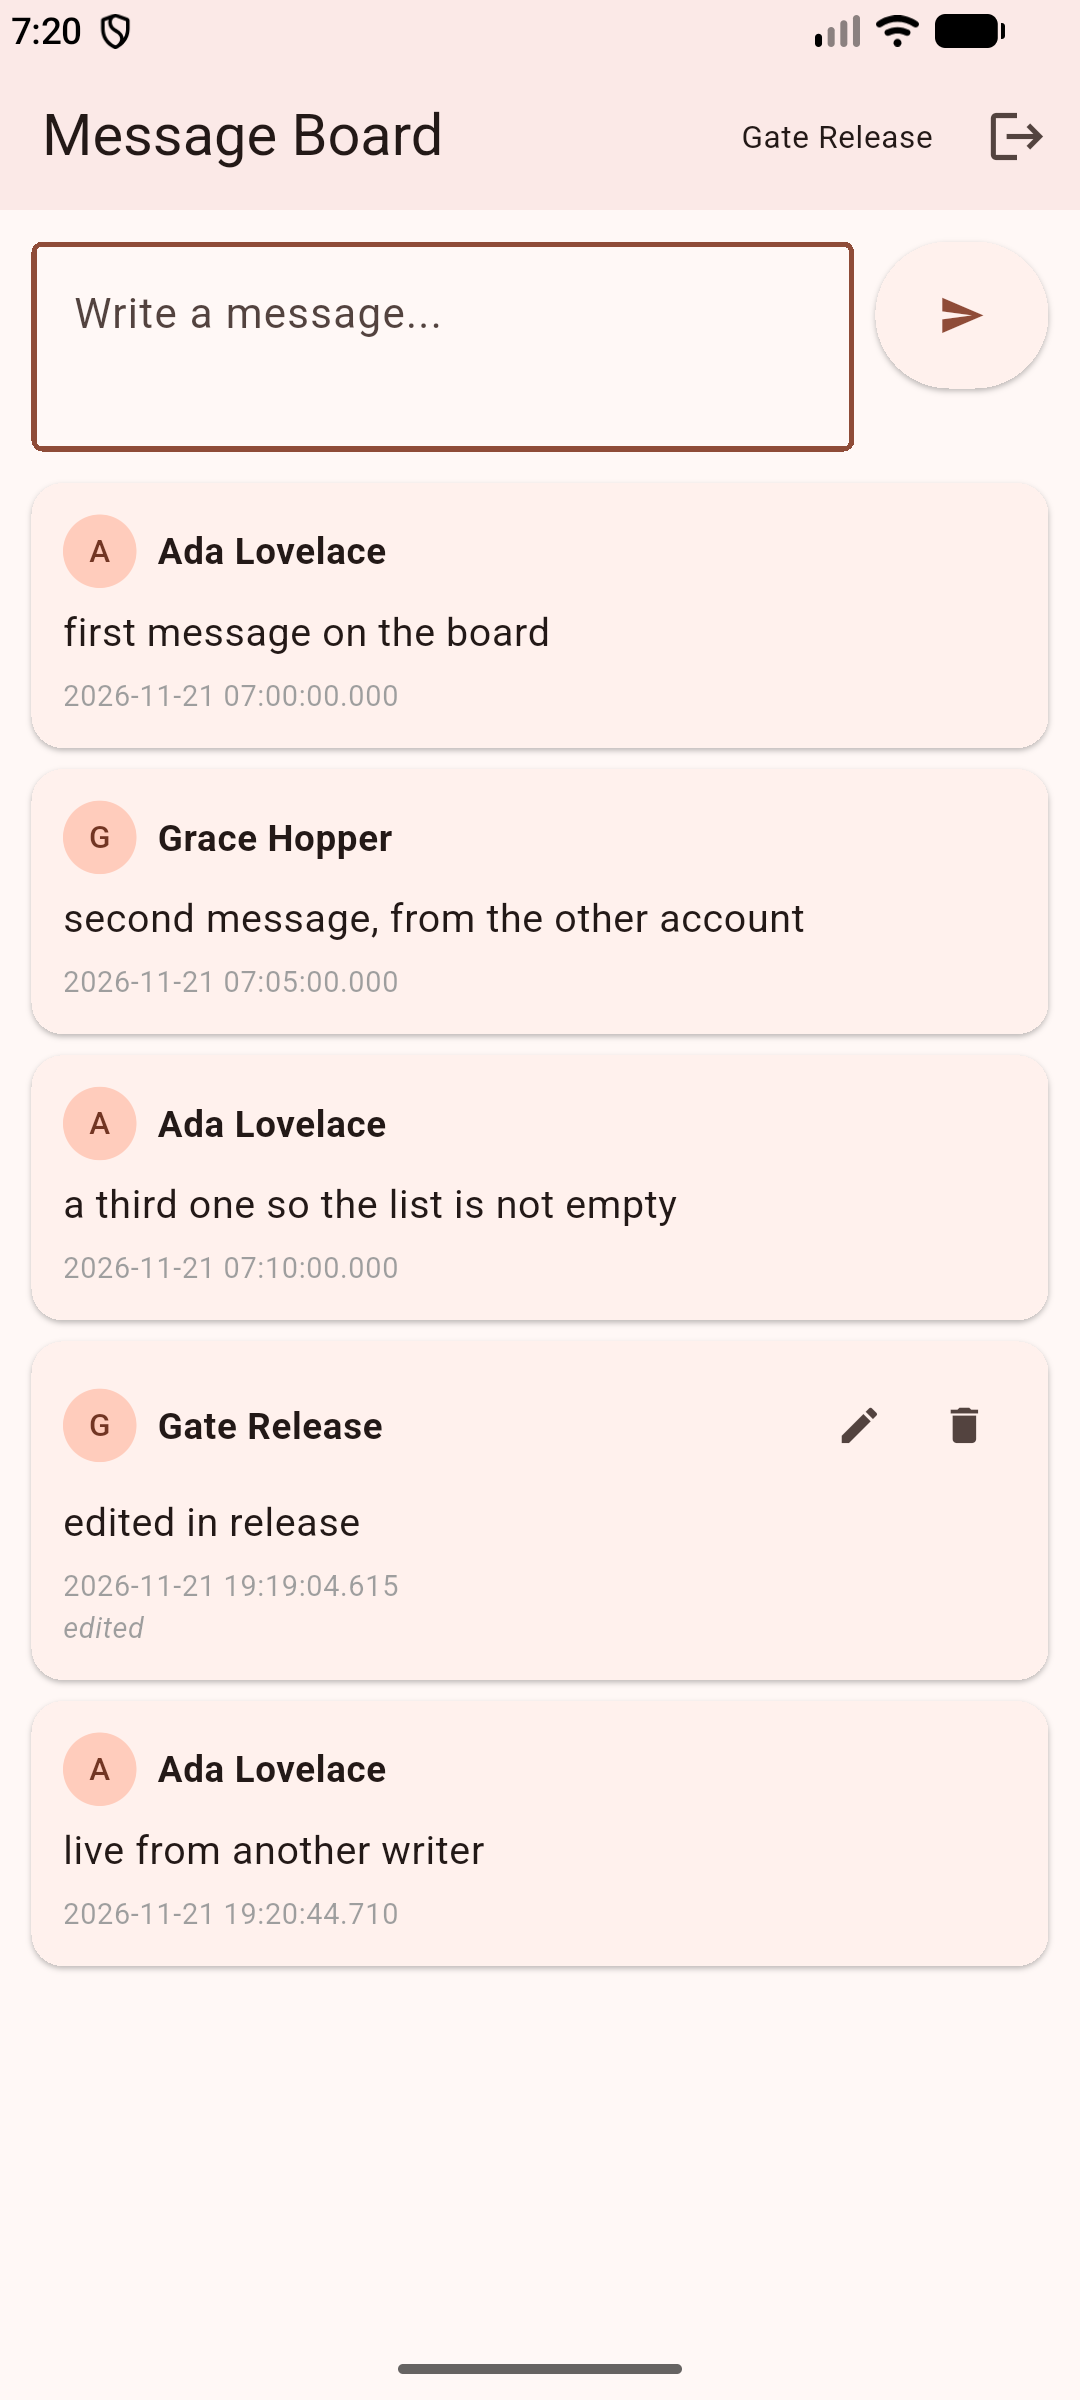 7:20
Message Board
Gate Release
Write a message...
A
Ada Lovelace
first message on the board
2026-11-21 07:00:00.000
G
Grace Hopper
second message, from the other account
2026-11-21 07:05:00.000
A
Ada Lovelace
a third one so the list is not empty
2026-11-21 07:10:00.000
G
Gate Release
edited in release
2026-11-21 19:19:04.615
edited
A
Ada Lovelace
live from another writer
2026-11-21 19:20:44.710